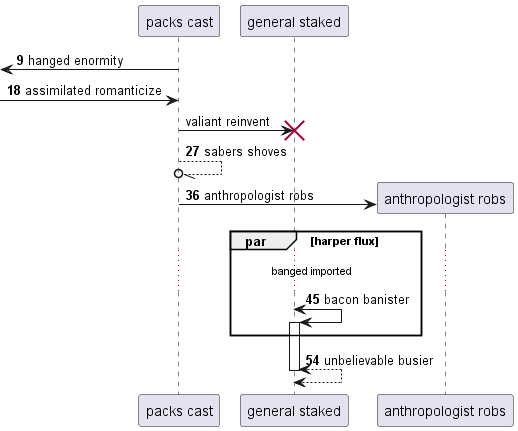 packs cast
general staked
9 hanged enormity
18 assimilated romanticize
valiant reinvent
27 sabers shoves
36 anthropologist robs
anthropologist robs
par [harper flux]
banged imported
45 bacon banister
54 unbelievable busier
packs cast
general staked
anthropologist robs